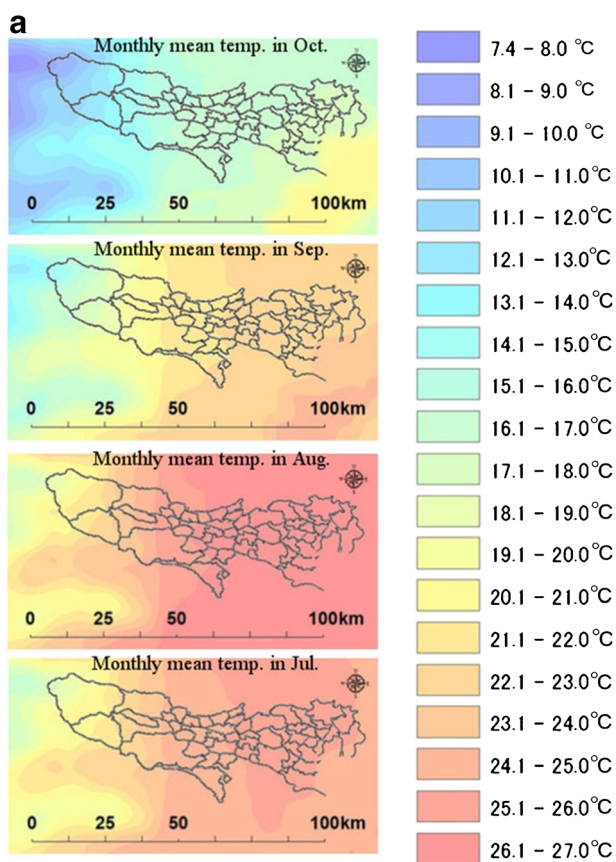 a
Monthly mean temp. in Oct.
0 25 50 100km
Monthly mean temp. in Sep.
0 25 50 100km
Monthly mean temp. in Aug.
0 25 50 100km
Monthly mean temp. in Jul.
0 25 50 100km
7.4 - 8.0 °C
8.1 - 9.0 °C
9.1 - 10.0 °C
10.1 - 11.0°C
11.1 - 12.0°C
12.1 - 13.0°C
13.1 - 14.0°C
14.1 - 15.0°C
15.1 - 16.0°C
16.1 - 17.0°C
17.1 - 18.0°C
18.1 - 19.0°C
19.1 - 20.0°C
20.1 - 21.0°C
21.1 - 22.0°C
22.1 - 23.0°C
23.1 - 24.0°C
24.1 - 25.0°C
25.1 - 26.0°C
26.1 - 27.0°C